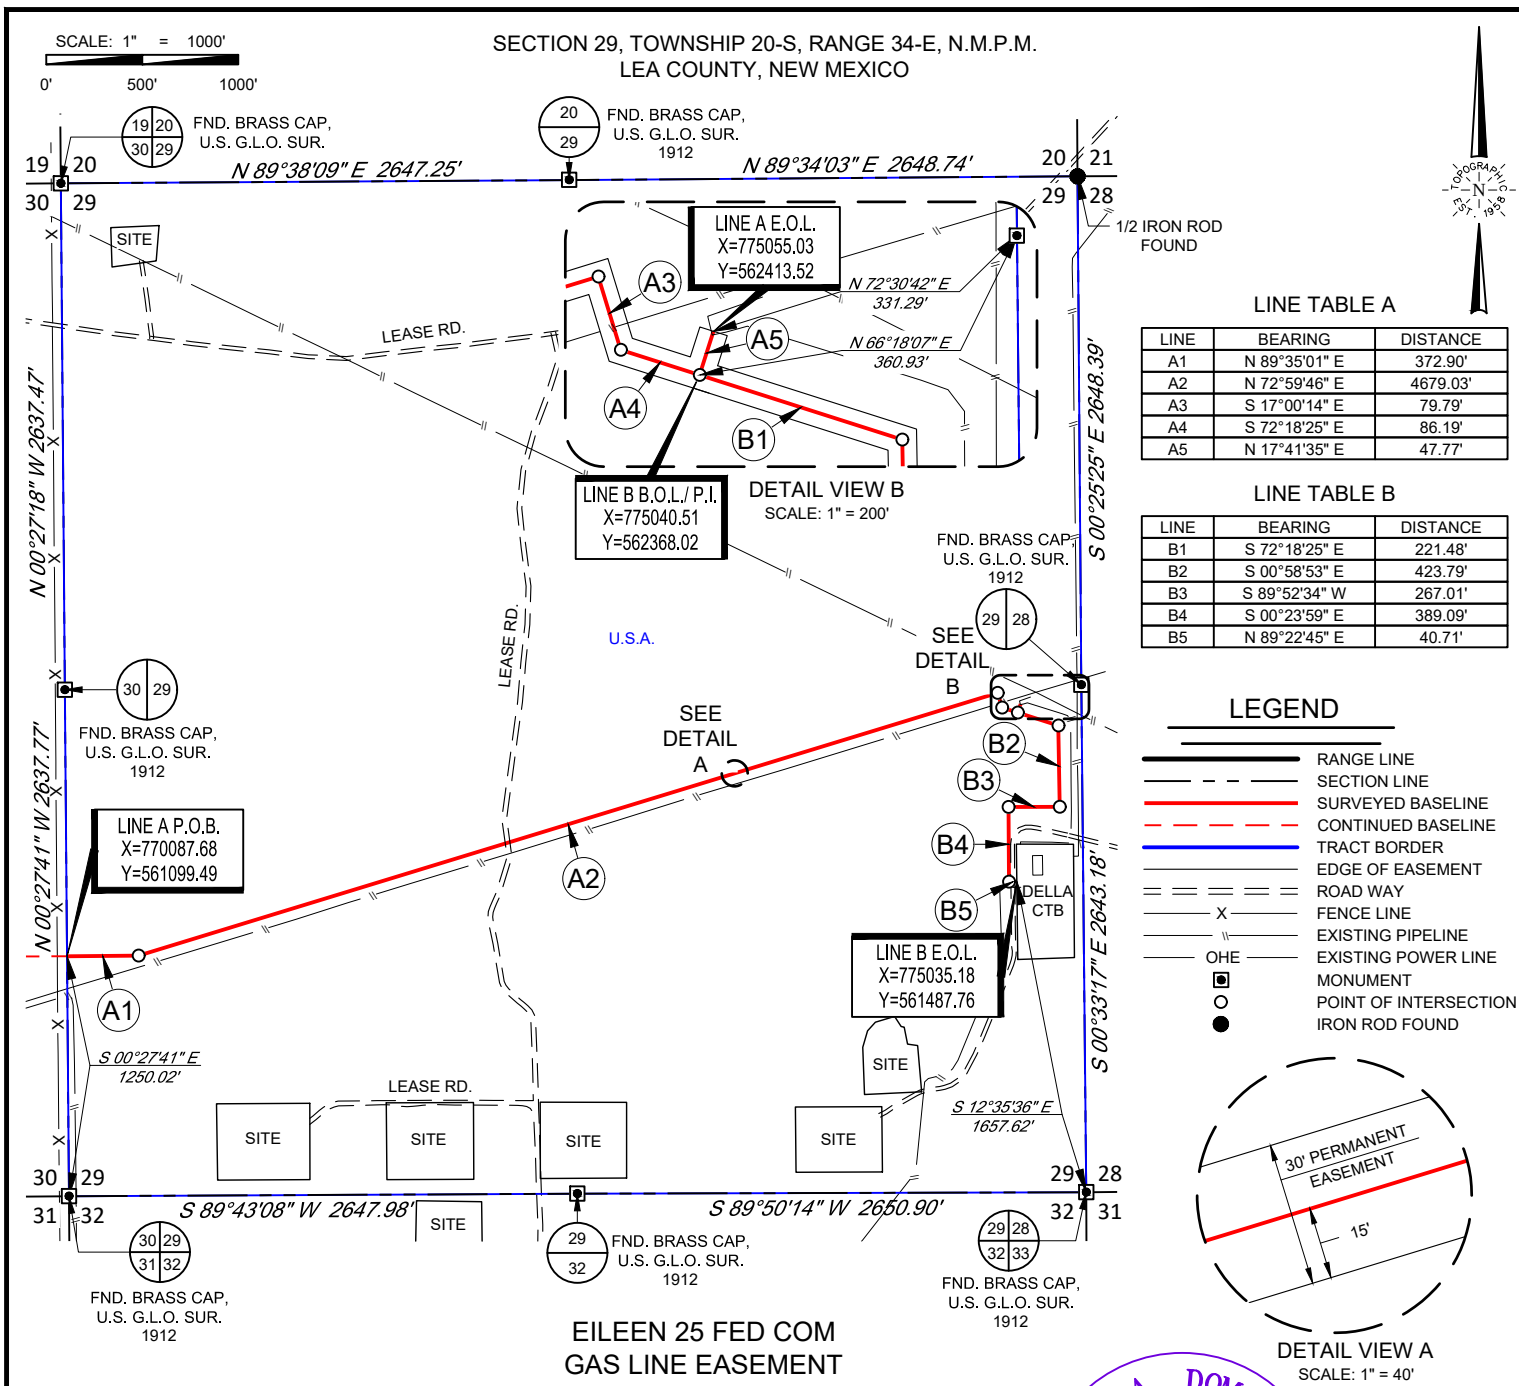 SCALE: 1" = 1000'
0' 500' 1000'
SECTION 29, TOWNSHIP 20-S, RANGE 34-E, N.M.P.M.
LEA COUNTY, NEW MEXICO
19 20
30 29
FND. BRASS CAP,
U.S. G.L.O. SUR.
20
29
FND. BRASS CAP,
U.S. G.L.O. SUR.
1912
19 20
30 29
N 89°38'09" E 2647.25'
N 89°34'03" E 2648.74'
20 21
29 28
1/2 IRON ROD
FOUND
TOPOGRAPHIC
N
EST. 1958
SITE
LEASE RD.
N 00°27'18" W 2637.47'
LINE A E.O.L.
X=775055.03
Y=562413.52
N 72°30'42" E
331.29'
N 66°18'07" E
360.93'
A3
A5
A4
B1
LINE B B.O.L./ P.I.
X=775040.51
Y=562368.02
DETAIL VIEW B
SCALE: 1" = 200'
S 00°25'25" E 2648.39'
LINE TABLE A
LINE BEARING DISTANCE
A1 N 89°35'01" E 372.90'
A2 N 72°59'46" E 4679.03'
A3 S 17°00'14" E 79.79'
A4 S 72°18'25" E 86.19'
A5 N 17°41'35" E 47.77'
LINE TABLE B
LINE BEARING DISTANCE
B1 S 72°18'25" E 221.48'
B2 S 00°58'53" E 423.79'
B3 S 89°52'34" W 267.01'
B4 S 00°23'59" E 389.09'
B5 N 89°22'45" E 40.71'
FND. BRASS CAP,
U.S. G.L.O. SUR.
1912
29 28
LEASE RD.
U.S.A.
SEE
DETAIL
B
30 29
FND. BRASS CAP,
U.S. G.L.O. SUR.
1912
SEE
DETAIL
A
B2
B3
B4
B5
DELLA
CTB
N 00°27'41" W 2637.77'
LINE A P.O.B.
X=770087.68
Y=561099.49
A2
A1
LINE B E.O.L.
X=775035.18
Y=561487.76
S 00°33'17" E 2643.18'
LEGEND
RANGE LINE
SECTION LINE
SURVEYED BASELINE
CONTINUED BASELINE
TRACT BORDER
EDGE OF EASEMENT
ROAD WAY
X FENCE LINE
EXISTING PIPELINE
OHE EXISTING POWER LINE
MONUMENT
POINT OF INTERSECTION
IRON ROD FOUND
S 00°27'41" E
1250.02'
LEASE RD.
SITE
SITE
SITE
SITE
SITE
SITE
S 12°35'36" E
1657.62'
30 29
31 32
S 89°43'08" W 2647.98'
S 89°50'14" W 2650.90'
29 28
32 31
30 29
31 32
FND. BRASS CAP,
U.S. G.L.O. SUR.
1912
29
32
FND. BRASS CAP,
U.S. G.L.O. SUR.
1912
29 28
32 33
FND. BRASS CAP,
U.S. G.L.O. SUR.
1912
30' PERMANENT
EASEMENT
15'
DETAIL VIEW A
SCALE: 1" = 40'
EILEEN 25 FED COM
GAS LINE EASEMENT